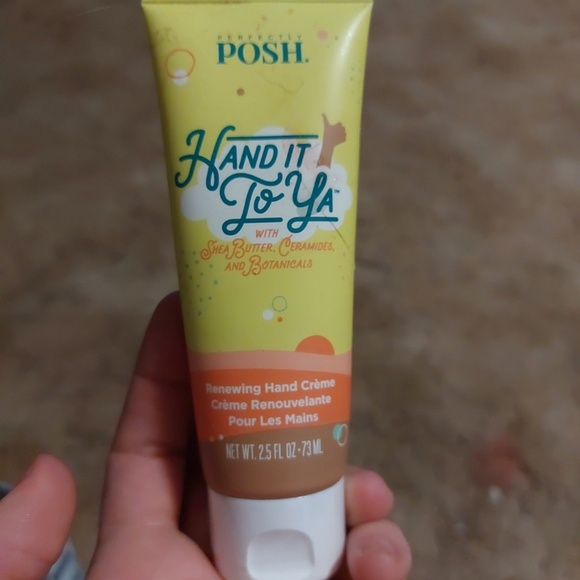 PERFECTLY
POSH.
HAND IT
TO YA™
WITH
SHEA BUTTER, CERAMIDES,
AND BOTANICALS
Renewing Hand Crème
Crème Renouvelante
Pour Les Mains
NET WT. 2.5 FL OZ • 73 ML